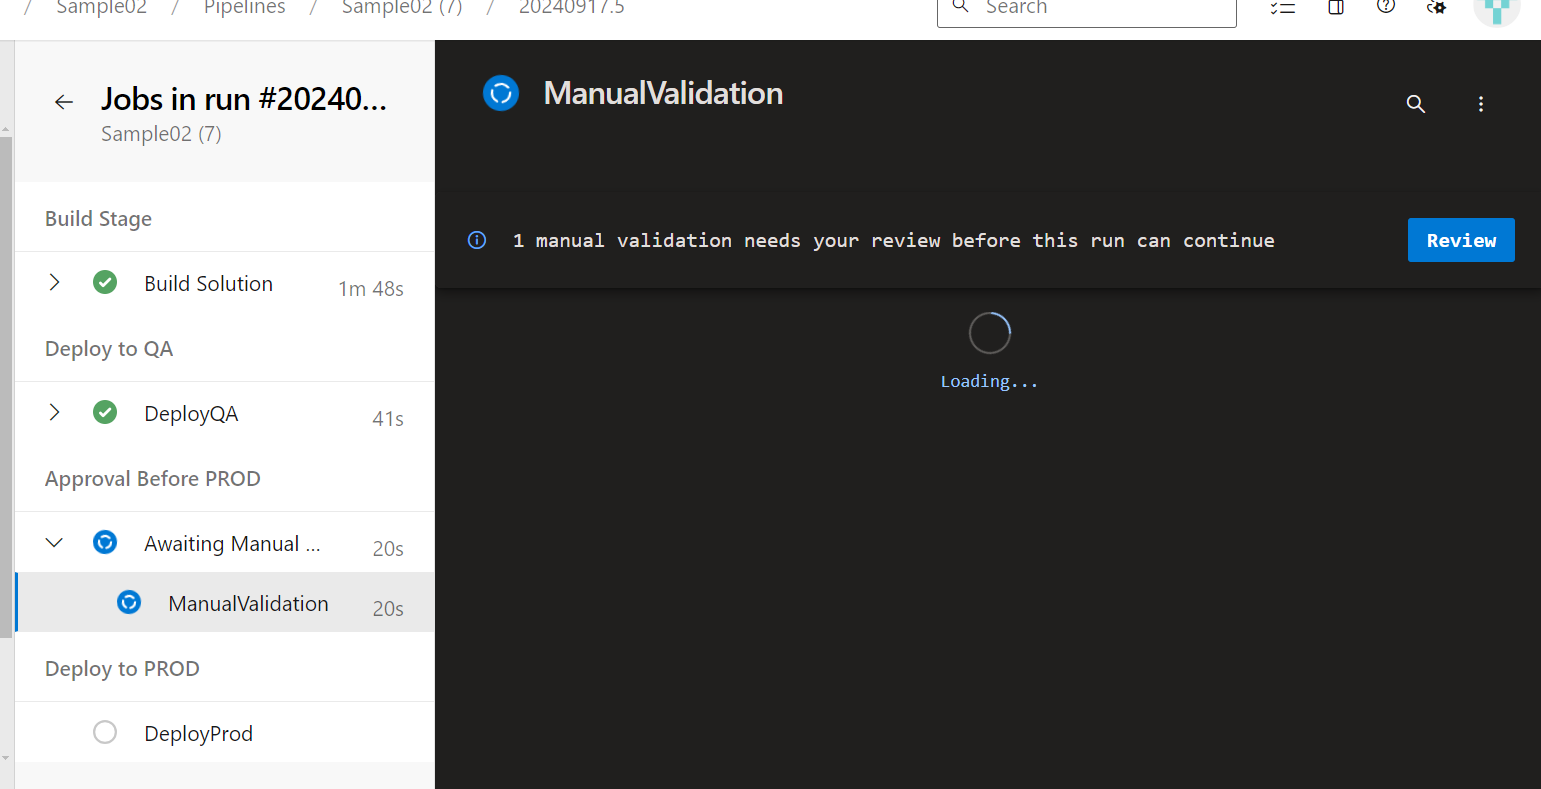 / Sample02 / Pipelines / Sample02 (7) / 20240917.5
Search
Jobs in run #20240...
Sample02 (7)
Build Stage
Build Solution 1m 48s
Deploy to QA
DeployQA 41s
Approval Before PROD
Awaiting Manual ... 20s
ManualValidation 20s
Deploy to PROD
DeployProd
ManualValidation
1 manual validation needs your review before this run can continue
Review
Loading...